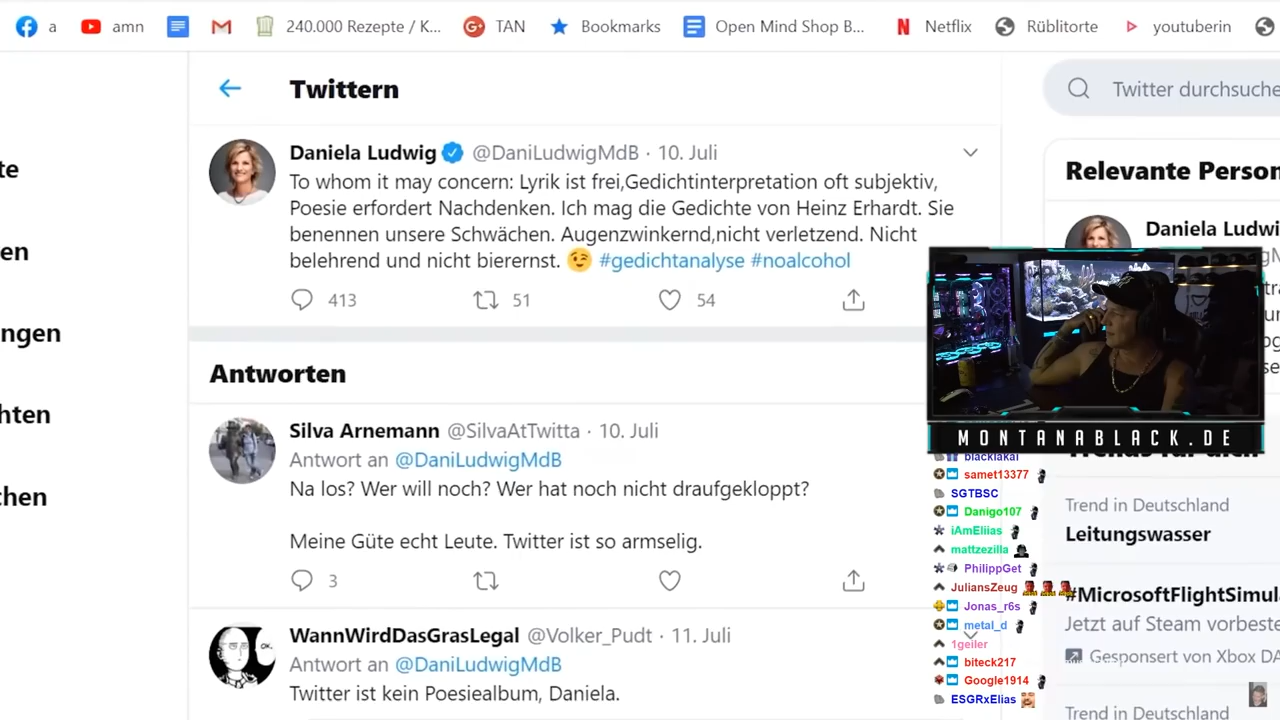 a
amn
240.000 Rezepte / K...
TAN
Bookmarks
Open Mind Shop B...
Netflix
Rüblitorte
youtuberin
Twittern
Twitter durchsuche
te
en
ngen
hten
chen
Daniela Ludwig @DaniLudwigMdB · 10. Juli
To whom it may concern: Lyrik ist frei,Gedichtinterpretation oft subjektiv,
Poesie erfordert Nachdenken. Ich mag die Gedichte von Heinz Erhardt. Sie
benennen unsere Schwächen. Augenzwinkernd,nicht verletzend. Nicht
belehrend und nicht bierernst. 😉 #gedichtanalyse #noalcohol
413
51
54
Antworten
Silva Arnemann @SilvaAtTwitta · 10. Juli
Antwort an @DaniLudwigMdB
Na los? Wer will noch? Wer hat noch nicht draufgekloppt?
Meine Güte echt Leute. Twitter ist so armselig.
3
WannWirdDasGrasLegal @Volker_Pudt · 11. Juli
Antwort an @DaniLudwigMdB
Twitter ist kein Poesiealbum, Daniela.
Relevante Person
Daniela Ludwi
MONTANABLACK.DE
blacklakai
samet13377
SGTBSC
Danigo107
iAmEliias
mattzezilla
PhilippGet
JuliansZeug
Jonas_r6s
metal_d
1geiler
biteck217
Google1914
ESGRxElias
Trend in Deutschland
Leitungswasser
#MicrosoftFlightSimul
Jetzt auf Steam vorbeste
Gesponsert von Xbox DA
Trend in Deutschland